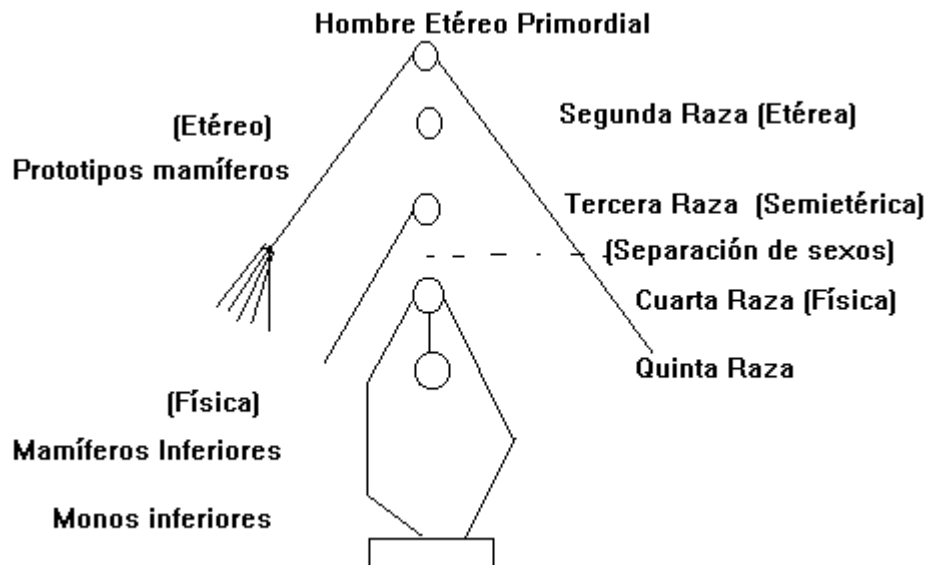 Hombre Etéreo Primordial
(Etéreo)
Prototipos mamíferos
Segunda Raza (Etérea)
Tercera Raza (Semietérica)
(Separación de sexos)
Cuarta Raza (Física)
Quinta Raza
(Física)
Mamíferos Inferiores
Monos inferiores